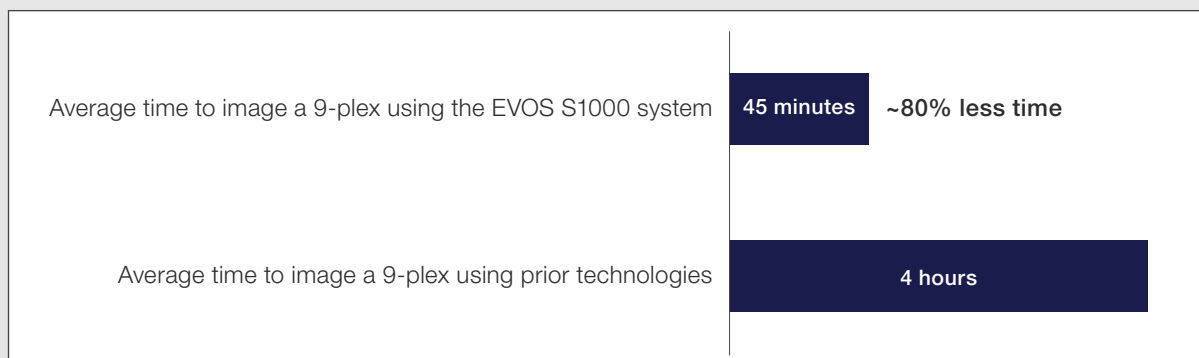 Average time to image a 9-plex using the EVOS S1000 system 45 minutes ~80% less time
Average time to image a 9-plex using prior technologies 4 hours